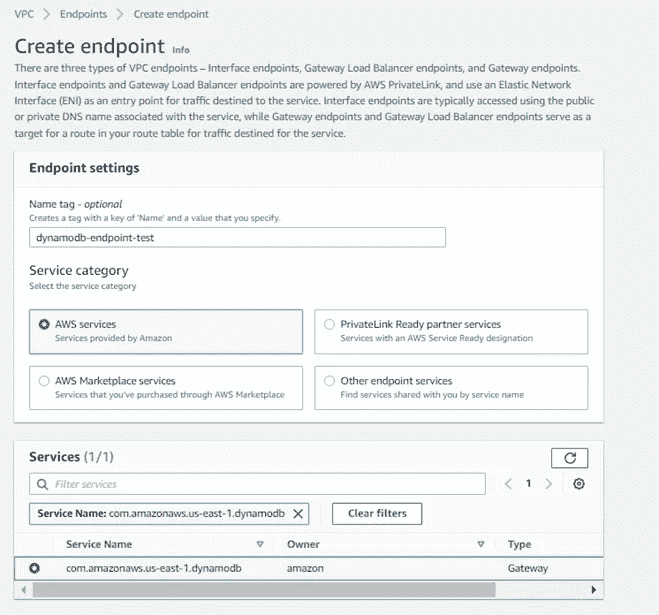 VPC > Endpoints > Create endpoint
Create endpoint Info
There are three types of VPC endpoints – Interface endpoints, Gateway Load Balancer endpoints, and Gateway endpoints.
Interface endpoints and Gateway Load Balancer endpoints are powered by AWS PrivateLink, and use an Elastic Network
Interface (ENI) as an entry point for traffic destined to the service. Interface endpoints are typically accessed using the public
or private DNS name associated with the service, while Gateway endpoints and Gateway Load Balancer endpoints serve as a
target for a route in your route table for traffic destined for the service.
Endpoint settings
Name tag - optional
Creates a tag with a key of 'Name' and a value that you specify.
dynamodb-endpoint-test
Service category
Select the service category
AWS services
Services provided by Amazon
PrivateLink Ready partner services
Services with an AWS Service Ready designation
AWS Marketplace services
Services that you've purchased through AWS Marketplace
Other endpoint services
Find services shared with you by service name
Services (1/1)
Filter services
< 1 >
Service Name: com.amazonaws.us-east-1.dynamodb X
Clear filters
Service Name Owner Type
com.amazonaws.us-east-1.dynamodb amazon Gateway